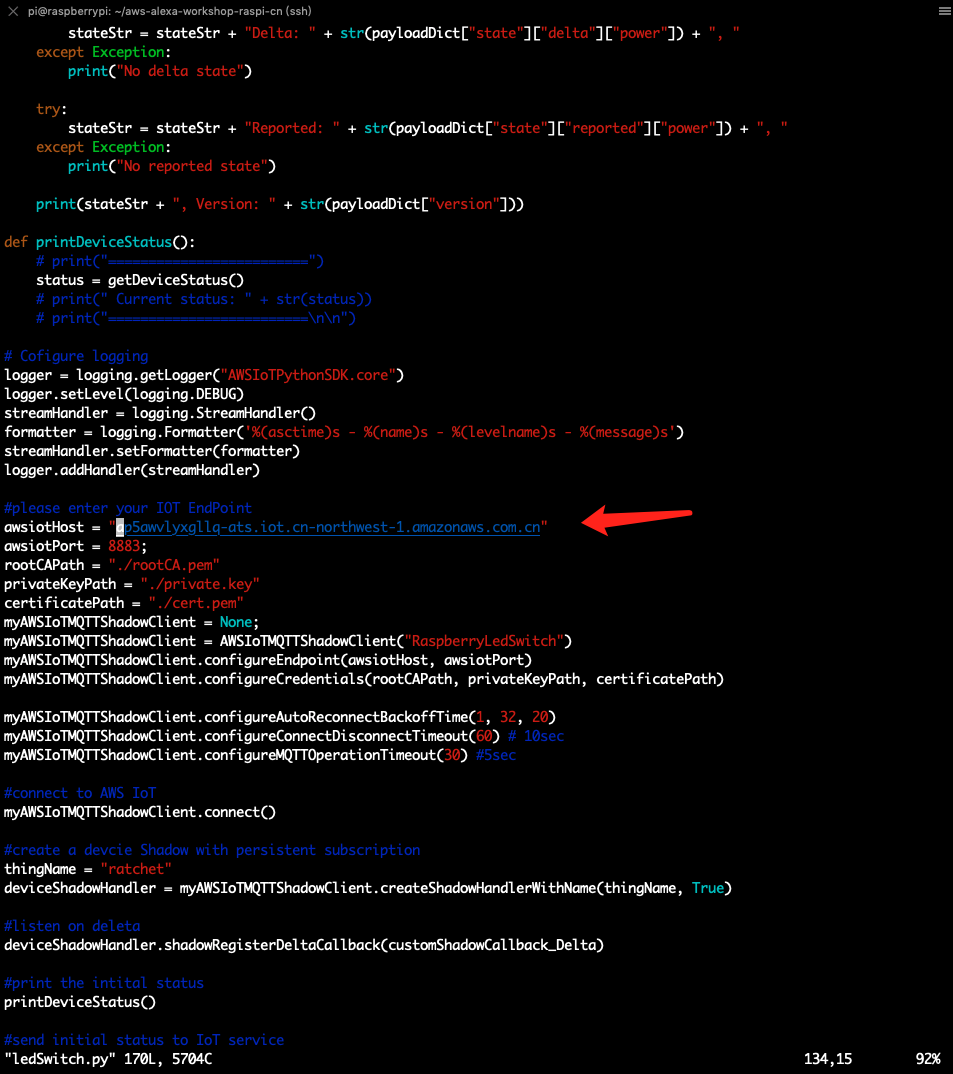 pi@raspberrypi: ~/aws-alexa-workshop-raspi-cn (ssh)
        stateStr = stateStr + "Delta: " + str(payloadDict["state"]["delta"]["power"]) + ", "
    except Exception:
        print("No delta state")

    try:
        stateStr = stateStr + "Reported: " + str(payloadDict["state"]["reported"]["power"]) + ", "
    except Exception:
        print("No reported state")

    print(stateStr + ", Version: " + str(payloadDict["version"]))

def printDeviceStatus():
    # print("=========================")
    status = getDeviceStatus()
    # print(" Current status: " + str(status))
    # print("=========================\n\n")

# Cofigure logging
logger = logging.getLogger("AWSIoTPythonSDK.core")
logger.setLevel(logging.DEBUG)
streamHandler = logging.StreamHandler()
formatter = logging.Formatter('%(asctime)s - %(name)s - %(levelname)s - %(message)s')
streamHandler.setFormatter(formatter)
logger.addHandler(streamHandler)

#please enter your IOT EndPoint
awsiotHost = "ap5awvlyxgllq-ats.iot.cn-northwest-1.amazonaws.com.cn"
awsiotPort = 8883;
rootCAPath = "./rootCA.pem"
privateKeyPath = "./private.key"
certificatePath = "./cert.pem"
myAWSIoTMQTTShadowClient = None;
myAWSIoTMQTTShadowClient = AWSIoTMQTTShadowClient("RaspberryLedSwitch")
myAWSIoTMQTTShadowClient.configureEndpoint(awsiotHost, awsiotPort)
myAWSIoTMQTTShadowClient.configureCredentials(rootCAPath, privateKeyPath, certificatePath)

myAWSIoTMQTTShadowClient.configureAutoReconnectBackoffTime(1, 32, 20)
myAWSIoTMQTTShadowClient.configureConnectDisconnectTimeout(60) # 10sec
myAWSIoTMQTTShadowClient.configureMQTTOperationTimeout(30) #5sec

#connect to AWS IoT
myAWSIoTMQTTShadowClient.connect()

#create a devcie Shadow with persistent subscription
thingName = "ratchet"
deviceShadowHandler = myAWSIoTMQTTShadowClient.createShadowHandlerWithName(thingName, True)

#listen on deleta
deviceShadowHandler.shadowRegisterDeltaCallback(customShadowCallback_Delta)

#print the intital status
printDeviceStatus()

#send initial status to IoT service
"ledSwitch.py" 170L, 5704C 134,15 92%